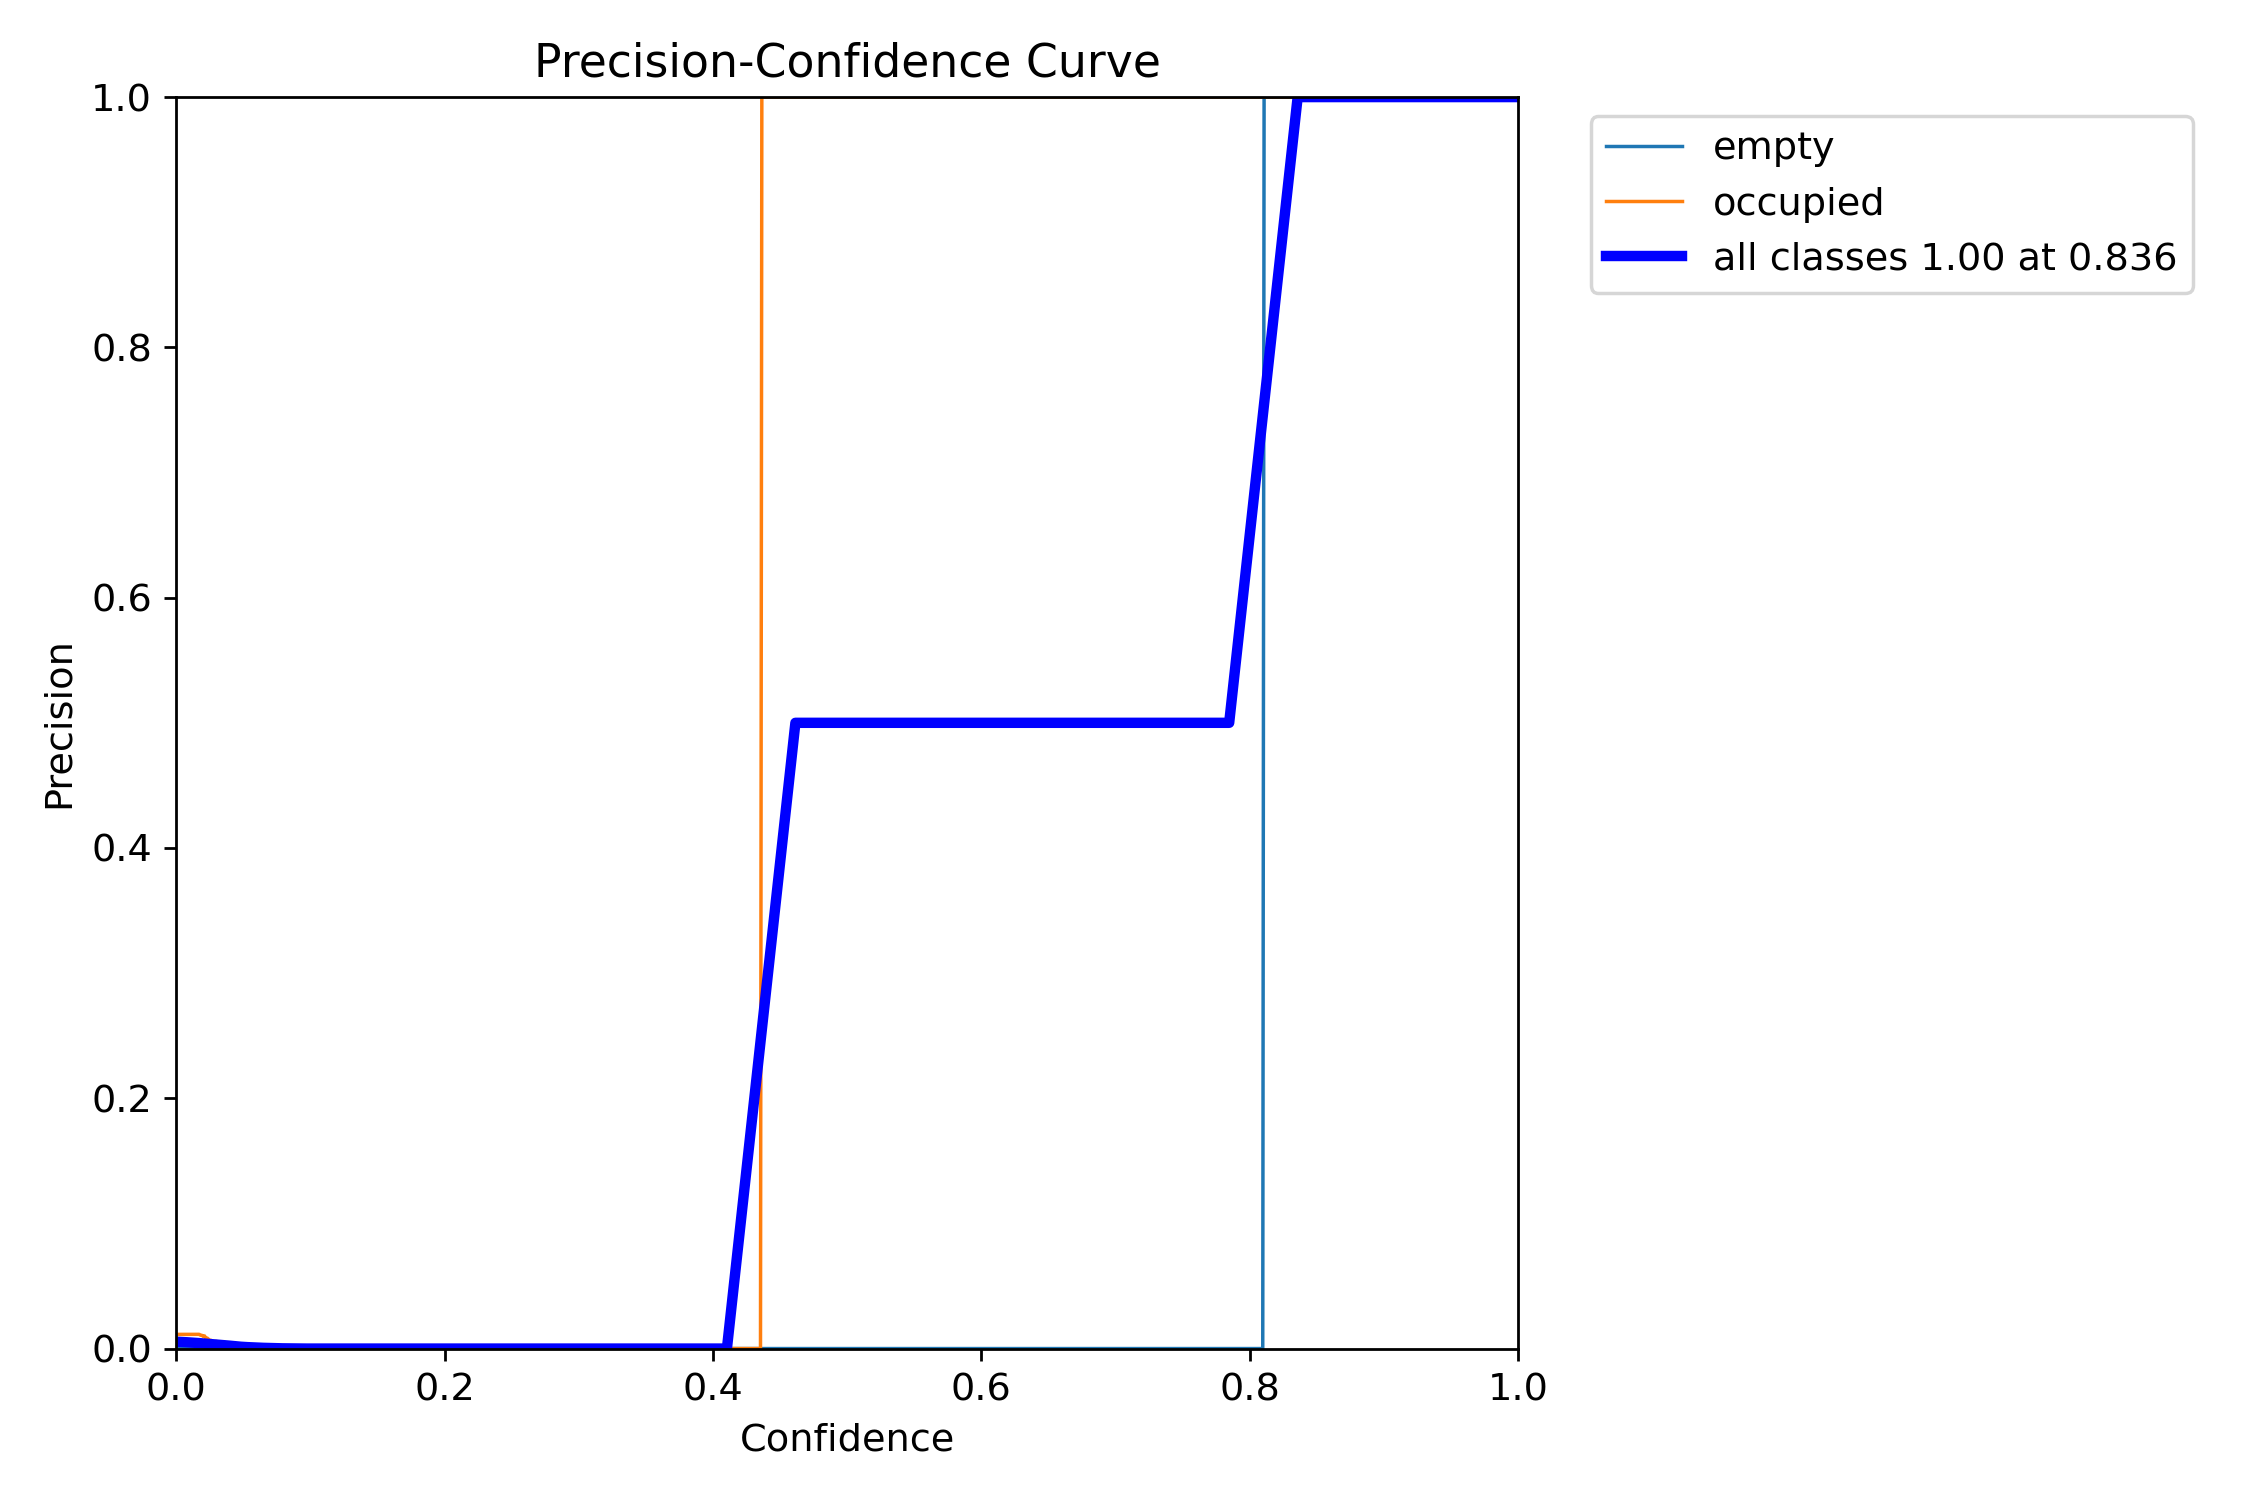 Precision-Confidence Curve
1.0
0.8
0.6
0.4
0.2
0.0
Precision
0.0 0.2 0.4 0.6 0.8 1.0
Confidence
empty
occupied
all classes 1.00 at 0.836